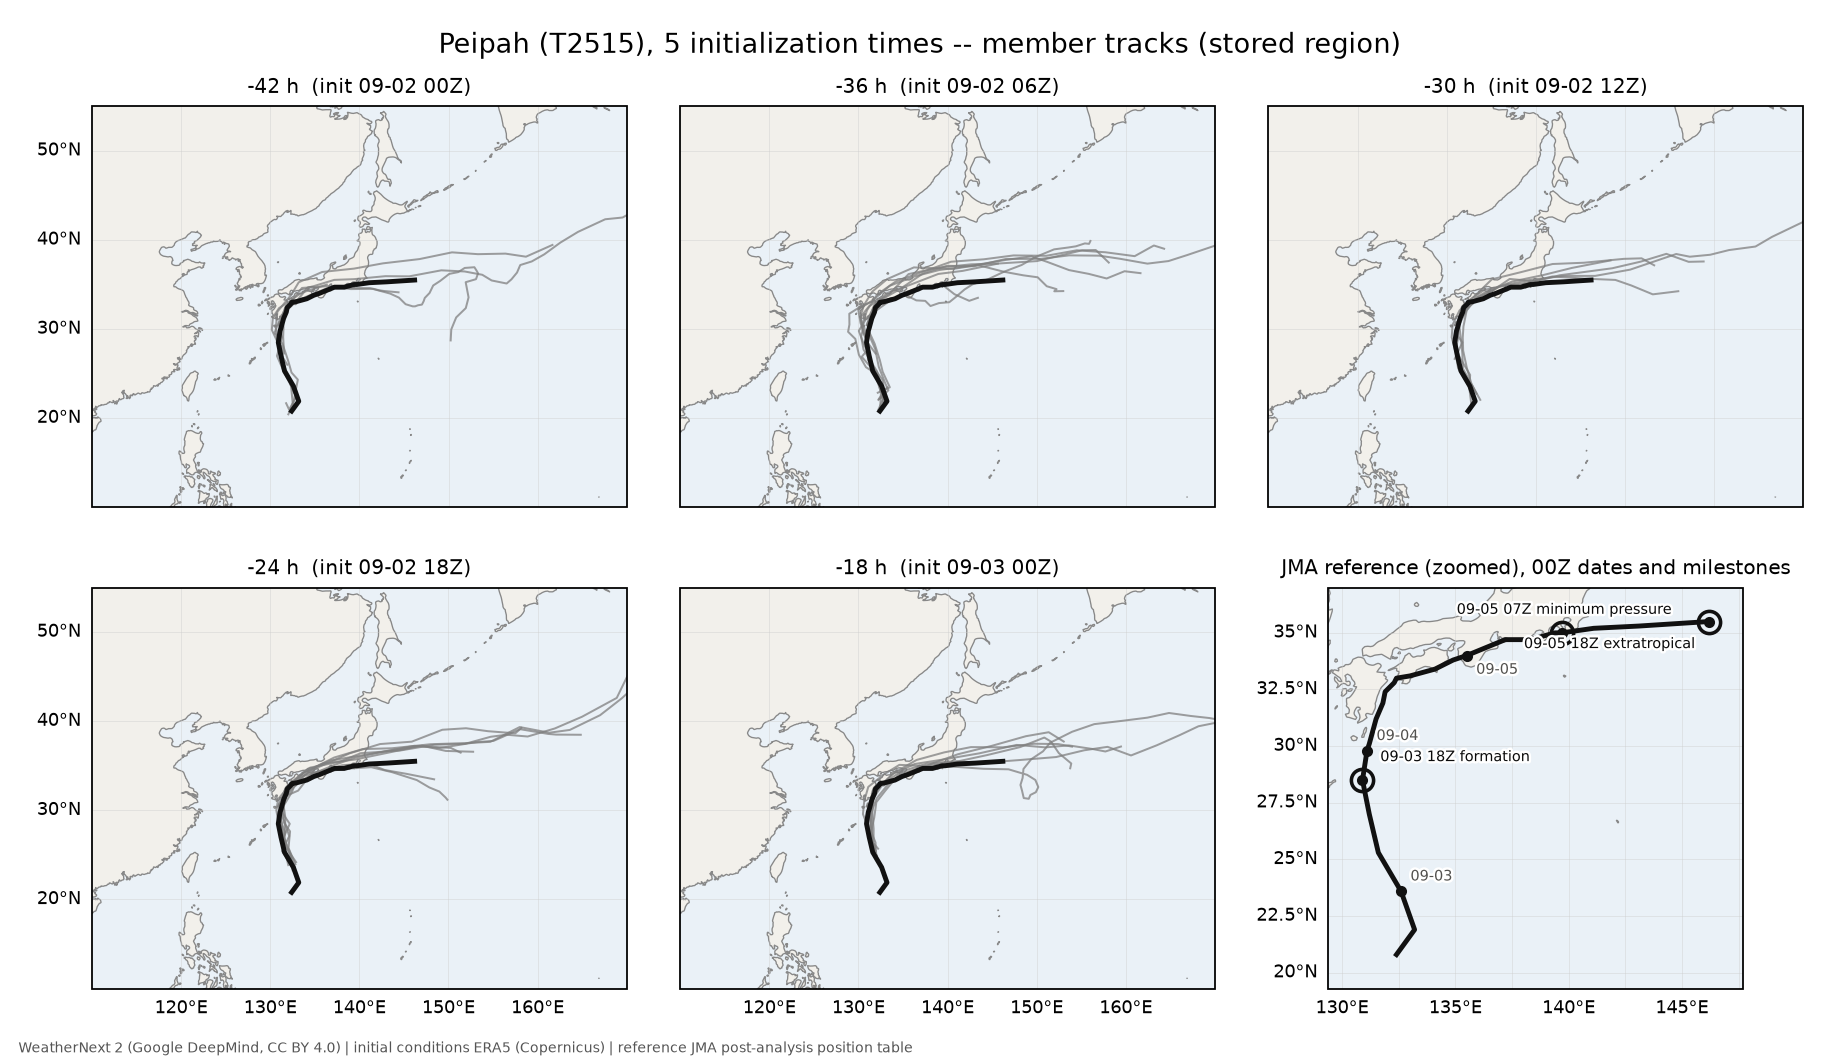 Peipah (T2515), 5 initialization times -- member tracks (stored region)
-42 h  (init 09-02 00Z)
-36 h  (init 09-02 06Z)
-30 h  (init 09-02 12Z)
50°N
40°N
30°N
20°N
-24 h  (init 09-02 18Z)
-18 h  (init 09-03 00Z)
JMA reference (zoomed), 00Z dates and milestones
50°N
40°N
30°N
20°N
120°E
130°E
140°E
150°E
160°E
120°E
130°E
140°E
150°E
160°E
09-05 07Z minimum pressure
09-05 18Z extratropical
09-05
09-04
09-03 18Z formation
09-03
35°N
32.5°N
30°N
27.5°N
25°N
22.5°N
20°N
130°E
135°E
140°E
145°E
WeatherNext 2 (Google DeepMind, CC BY 4.0) | initial conditions ERA5 (Copernicus) | reference JMA post-analysis position table